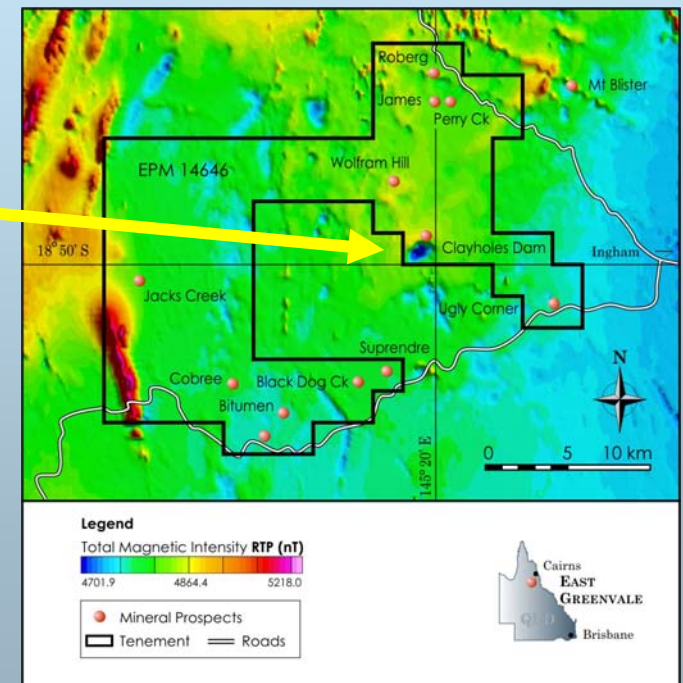 Roberg
Mt Blister
James
Perry Ck
Wolfram Hill
EPM 14646
18° 50' S
Clayholes Dam
Ingham
Jacks Creek
Ugly Corner
Suprendre
N
Cobree
Black Dog Ck
Bitumen
145° 20' E
0 5 10 km
Legend
Total Magnetic Intensity RTP (nT)
4701.9 4864.4 5218.0
Mineral Prospects
Tenement Roads
Cairns
EAST
GREENVALE
QLD
Brisbane